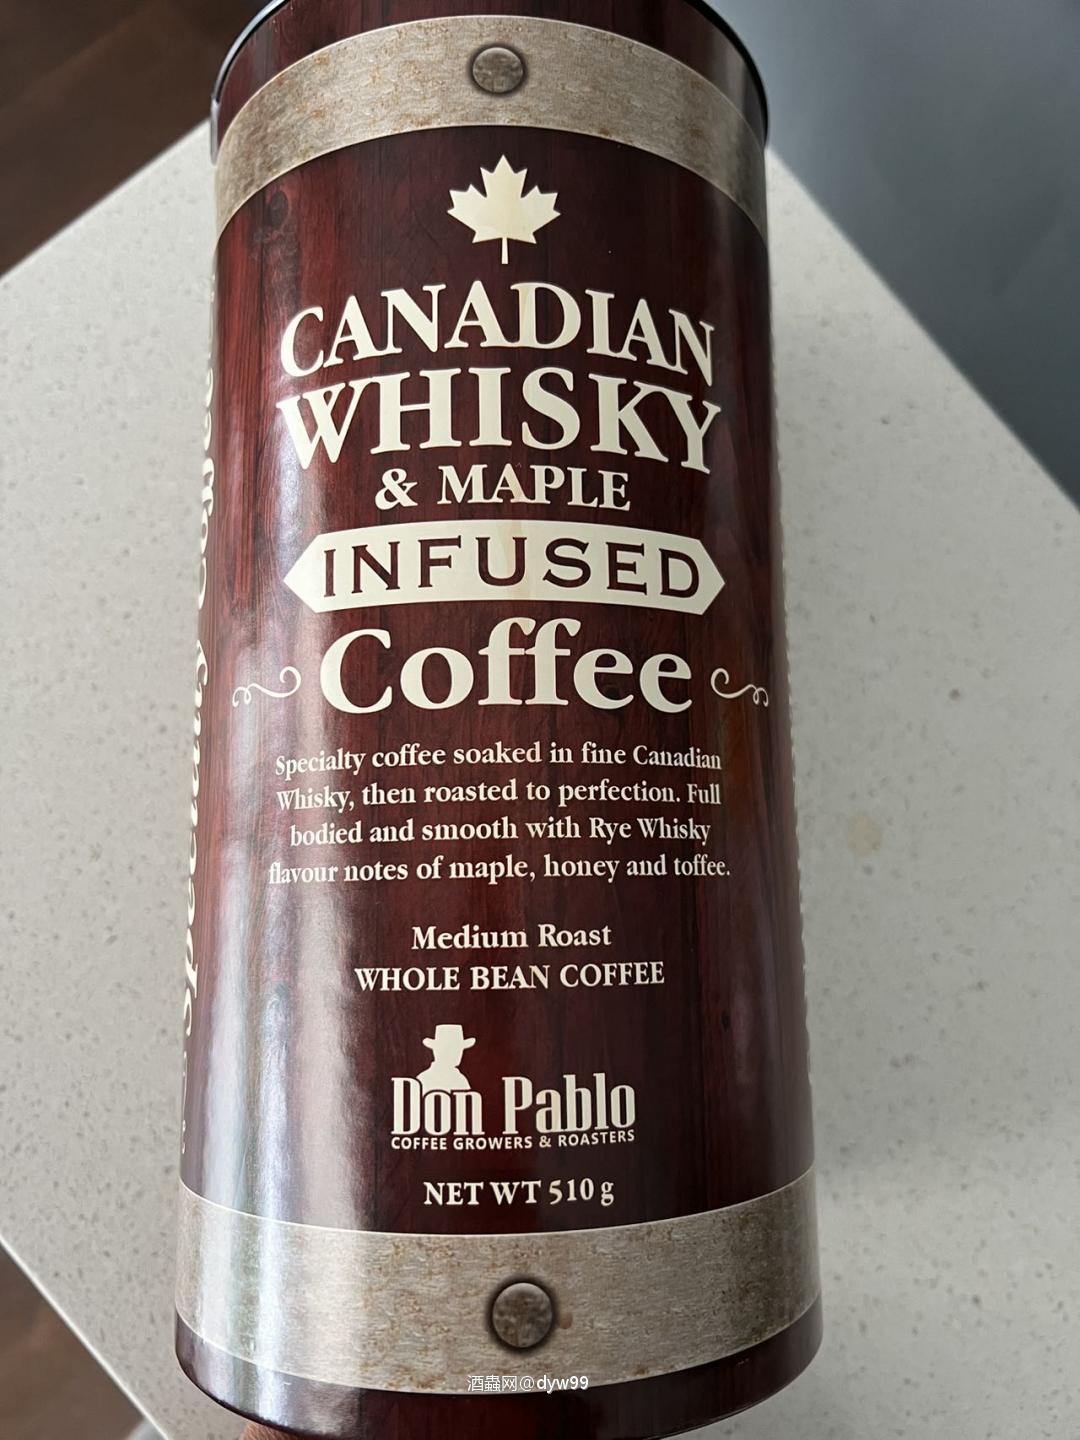 CANADIAN
WHISKY
& MAPLE
INFUSED
Coffee
Specialty coffee soaked in fine Canadian
Whisky, then roasted to perfection. Full
bodied and smooth with Rye Whisky
flavour notes of maple, honey and toffee.
Medium Roast
WHOLE BEAN COFFEE
Don Pablo
COFFEE GROWERS & ROASTERS
NET WT 510 g
酒蟲网@dyw99